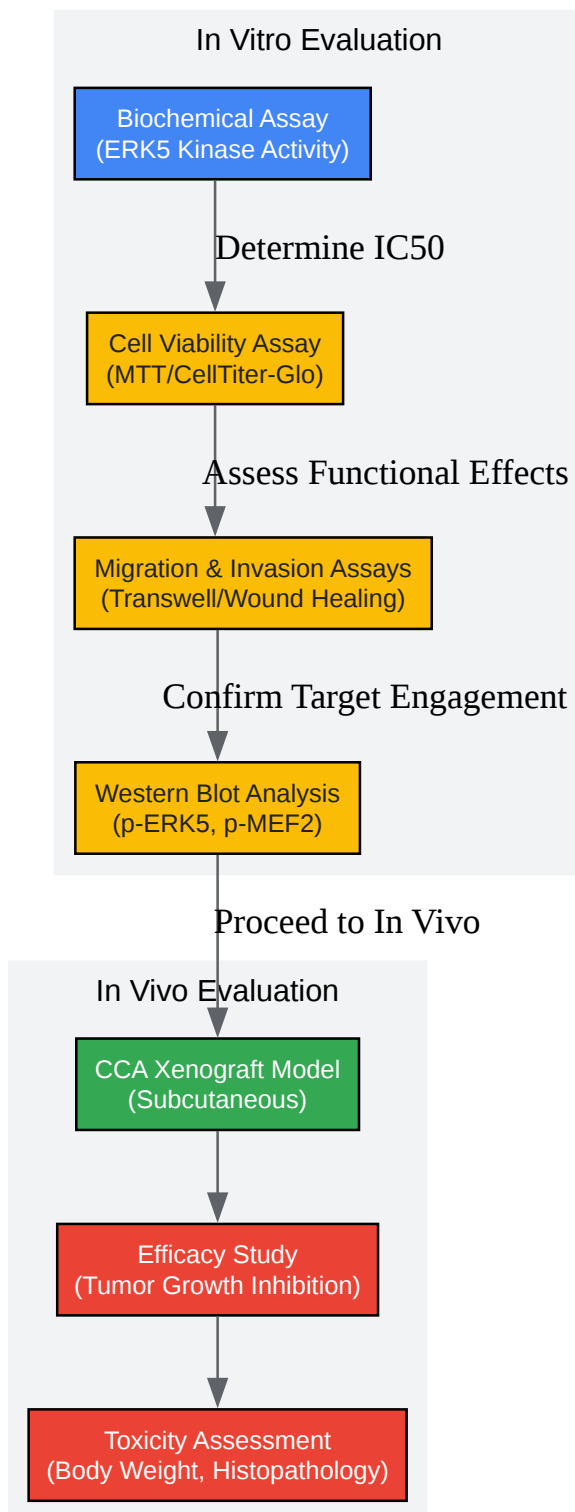 In Vitro Evaluation
Biochemical Assay
(ERK5 Kinase Activity)
Determine IC50
Cell Viability Assay
(MTT/CellTiter-Glo)
Assess Functional Effects
Migration & Invasion Assays
(Transwell/Wound Healing)
Confirm Target Engagement
Western Blot Analysis
(p-ERK5, p-MEF2)
Proceed to In Vivo
In Vivo Evaluation
CCA Xenograft Model
(Subcutaneous)
Efficacy Study
(Tumor Growth Inhibition)
Toxicity Assessment
(Body Weight, Histopathology)